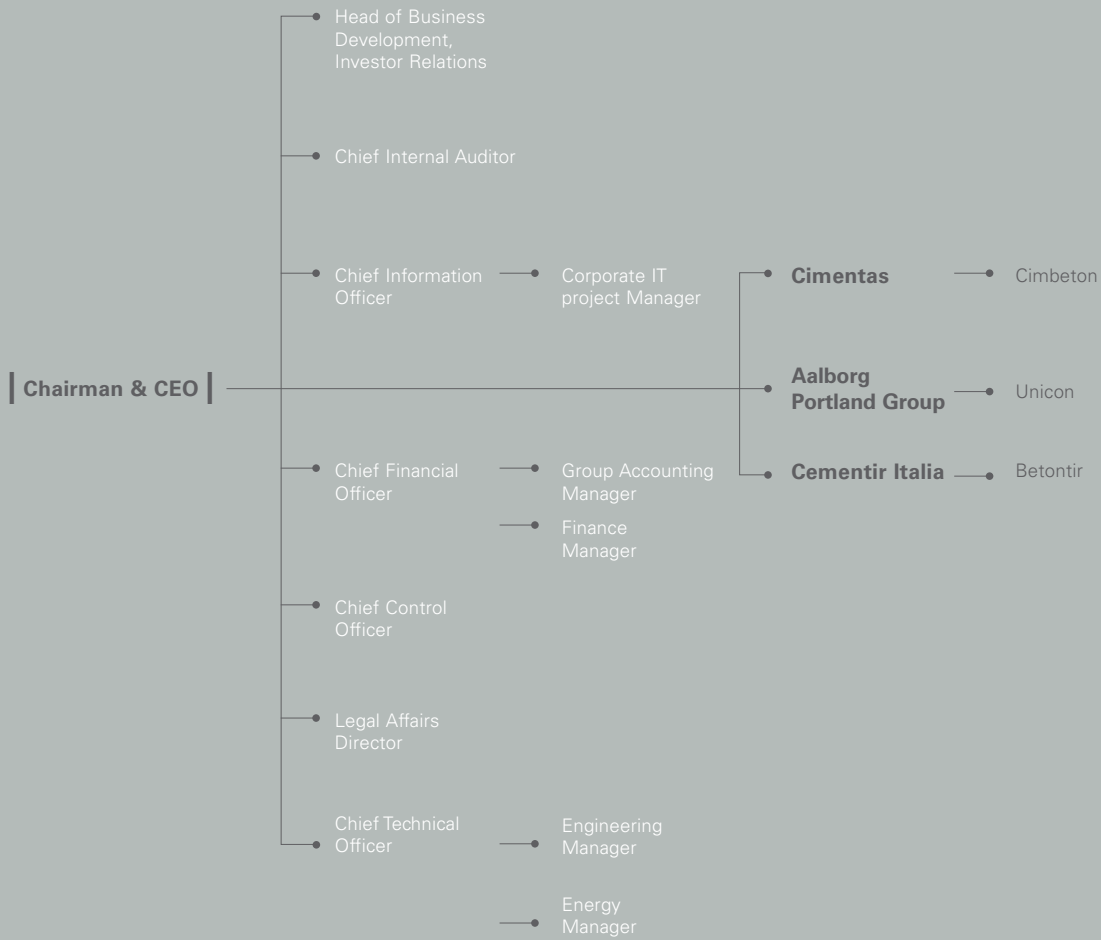 Head of Business
Development,
Investor Relations
Chief Internal Auditor
Chief Information
Officer
Corporate IT
project Manager
Cimentas
Cimbeton
Chairman & CEO
Aalborg
Portland Group
Unicon
Chief Financial
Officer
Group Accounting
Manager
Cementir Italia
Betontir
Finance
Manager
Chief Control
Officer
Legal Affairs
Director
Chief Technical
Officer
Engineering
Manager
Energy
Manager